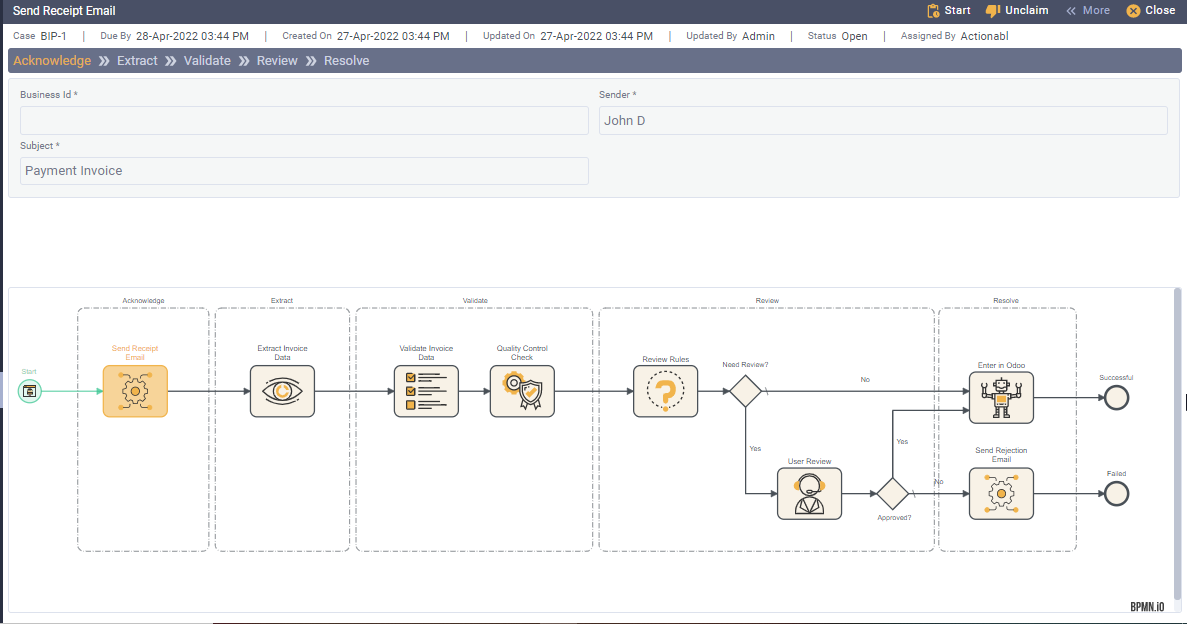 Send Receipt Email
Start Unclaim More Close
Case BIP-1 | Due By 28-Apr-2022 03:44 PM | Created On 27-Apr-2022 03:44 PM | Updated On 27-Apr-2022 03:44 PM | Updated By Admin | Status Open | Assigned By Actionabl
Acknowledge » Extract » Validate » Review » Resolve
Business Id *
Sender *
John D
Subject *
Payment Invoice
Acknowledge
Extract
Validate
Review
Resolve
Start
Send Receipt
Email
Extract Invoice
Data
Validate Invoice
Data
Quality Control
Check
Review Rules
Need Review?
No
Yes
User Review
Approved?
Yes
No
Enter in Odoo
Send Rejection
Email
Successful
Failed
BPMN.iO